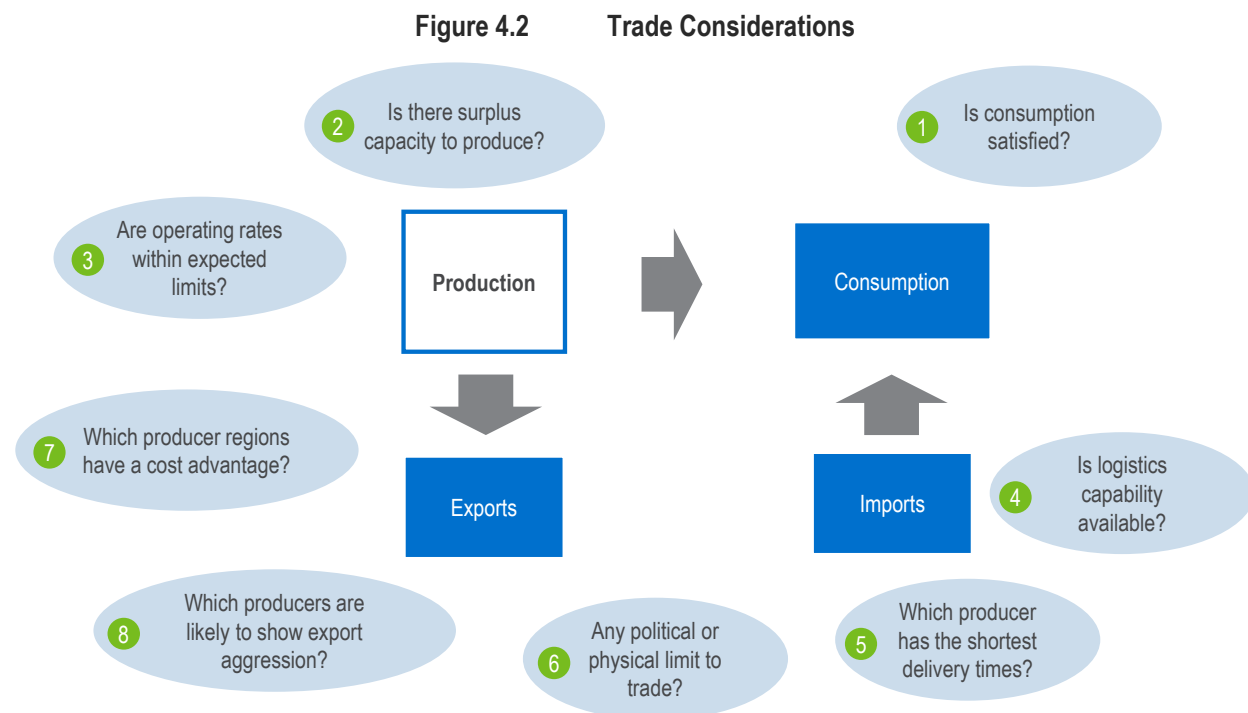 Figure 4.2 Trade Considerations
2
Is there surplus
capacity to produce?
1
Is consumption
satisfied?
3
Are operating rates
within expected
limits?
Production
Consumption
7
Which producer regions
have a cost advantage?
Exports
Imports
4
Is logistics
capability
available?
8
Which producers are
likely to show export
aggression?
6
Any political or
physical limit to
trade?
5
Which producer
has the shortest
delivery times?